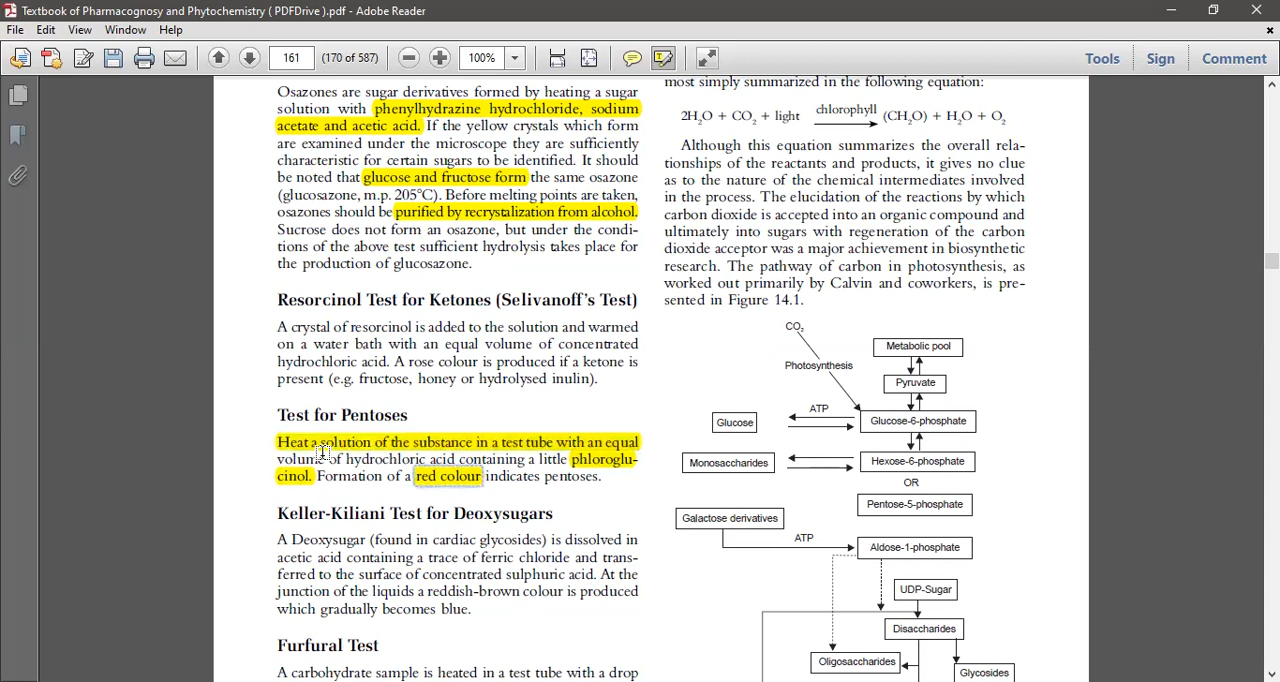 Textbook of Pharmacognosy and Phytochemistry ( PDFDrive ).pdf - Adobe Reader
File Edit View Window Help
161 (170 of 587) 100% Tools Sign Comment
Osazones are sugar derivatives formed by heating a sugar
solution with phenylhydrazine hydrochloride, sodium
acetate and acetic acid. If the yellow crystals which form
are examined under the microscope they are sufficiently
characteristic for certain sugars to be identified. It should
be noted that glucose and fructose form the same osazone
(glucosazone, m.p. 205°C). Before melting points are taken,
osazones should be purified by recrystalization from alcohol.
Sucrose does not form an osazone, but under the condi-
tions of the above test sufficient hydrolysis takes place for
the production of glucosazone.
Resorcinol Test for Ketones (Selivanoff's Test)
A crystal of resorcinol is added to the solution and warmed
on a water bath with an equal volume of concentrated
hydrochloric acid. A rose colour is produced if a ketone is
present (e.g. fructose, honey or hydrolysed inulin).
Test for Pentoses
Heat a solution of the substance in a test tube with an equal
volume of hydrochloric acid containing a little phloroglu-
cinol. Formation of a red colour indicates pentoses.
Keller-Kiliani Test for Deoxysugars
A Deoxysugar (found in cardiac glycosides) is dissolved in
acetic acid containing a trace of ferric chloride and trans-
ferred to the surface of concentrated sulphuric acid. At the
junction of the liquids a reddish-brown colour is produced
which gradually becomes blue.
Furfural Test
A carbohydrate sample is heated in a test tube with a drop
most simply summarized in the following equation:
chlorophyll
2H₂O + CO₂ + light (CH₂O) + H₂O + O₂
Although this equation summarizes the overall rela-
tionships of the reactants and products, it gives no clue
as to the nature of the chemical intermediates involved
in the process. The elucidation of the reactions by which
carbon dioxide is accepted into an organic compound and
ultimately into sugars with regeneration of the carbon
dioxide acceptor was a major achievement in biosynthetic
research. The pathway of carbon in photosynthesis, as
worked out primarily by Calvin and coworkers, is pre-
sented in Figure 14.1.
CO₂
Metabolic pool
Photosynthesis
Pyruvate
ATP
Glucose Glucose-6-phosphate
Monosaccharides Hexose-6-phosphate
OR
Pentose-5-phosphate
Galactose derivatives
ATP
Aldose-1-phosphate
UDP-Sugar
Disaccharides
Oligosaccharides
Glycosides